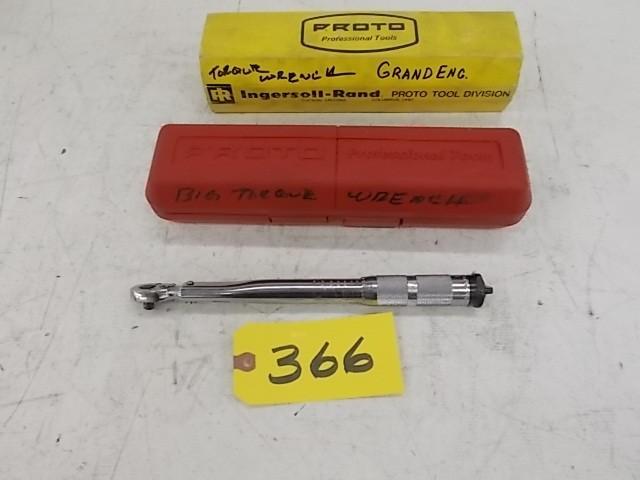 PROTO
Professional Tools
TORQUE WRENCH GRAND ENG.
IR Ingersoll-Rand PROTO TOOL DIVISION
PROTO Professional Tools
BIG TORQUE WRENCH
366